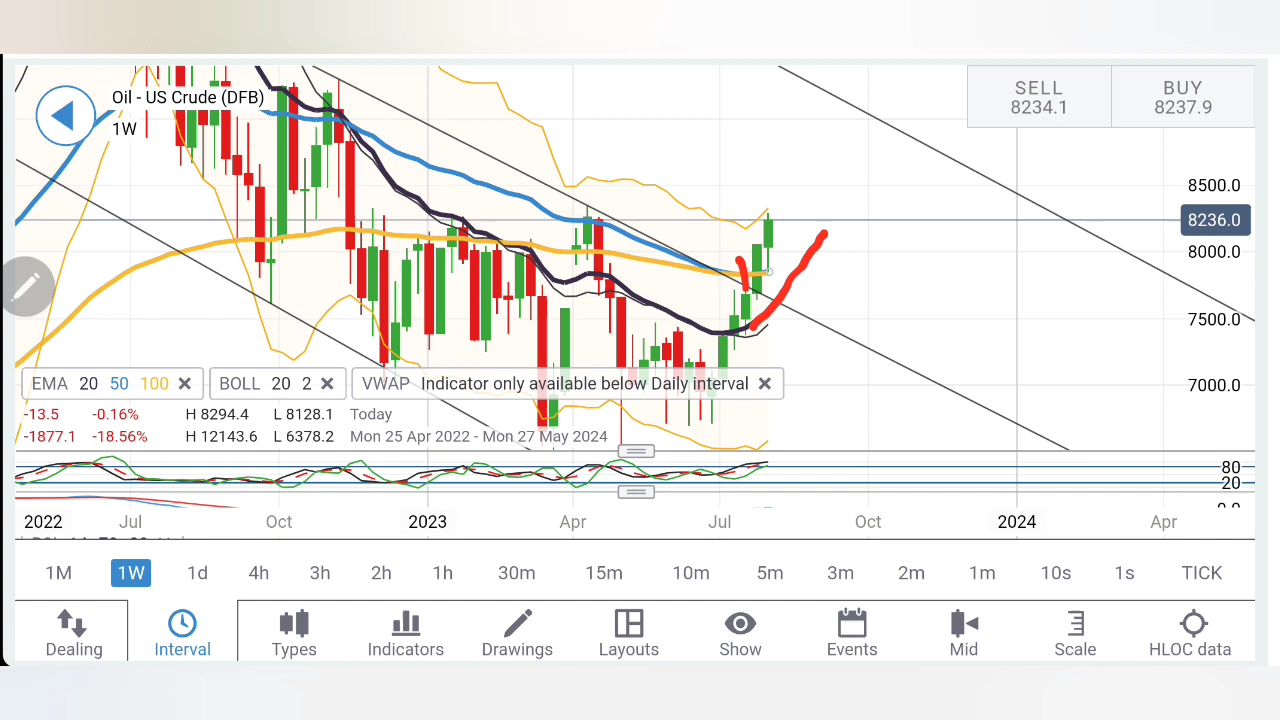 Oil - US Crude (DFB)
1W
SELL
8234.1
BUY
8237.9
8500.0
8236.0
8000.0
7500.0
7000.0
EMA 20 50 100
BOLL 20 2
VWAP Indicator only available below Daily interval
-13.5 -0.16% H 8294.4 L 8128.1 Today
-1877.1 -18.56% H 12143.6 L 6378.2 Mon 25 Apr 2022 - Mon 27 May 2024
80
20
2022 Jul Oct 2023 Apr Jul Oct 2024 Apr
1M 1W 1d 4h 3h 2h 1h 30m 15m 10m 5m 3m 2m 1m 10s 1s TICK
Dealing Interval Types Indicators Drawings Layouts Show Events Mid Scale HLOC data